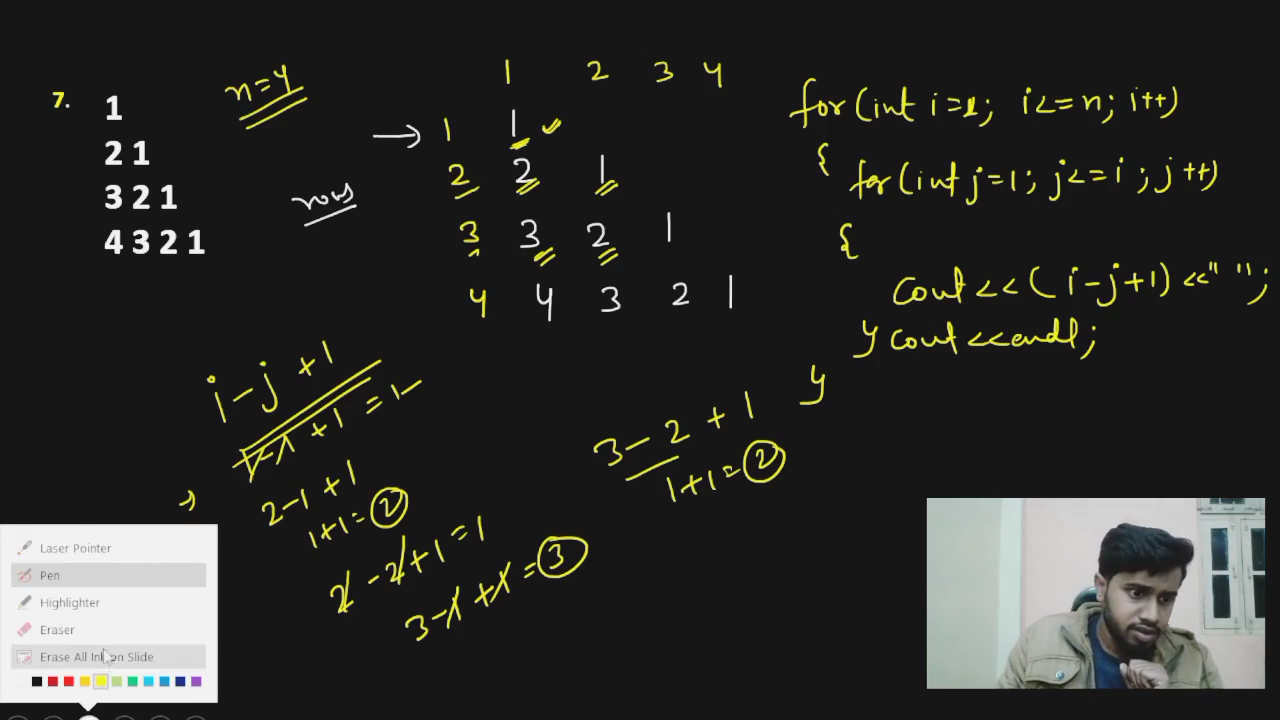 7.
1
2 1
3 2 1
4 3 2 1
n=4
rows
1 2 3 4
1 1
2 2 1
3 3 2 1
4 4 3 2 1
for(int i=1; i<=n; i++)
{
for(int j=1; j<=i; j++)
{
cout<<(i-j+1)<<" ";
} cout<<endl;
}
i-j+1
1-1+1=1
2-1+1
1+1=2
2-2+1=1
3-1+1=3
3-2+1
1+1=2
Laser Pointer
Pen
Highlighter
Eraser
Erase All Ink on Slide